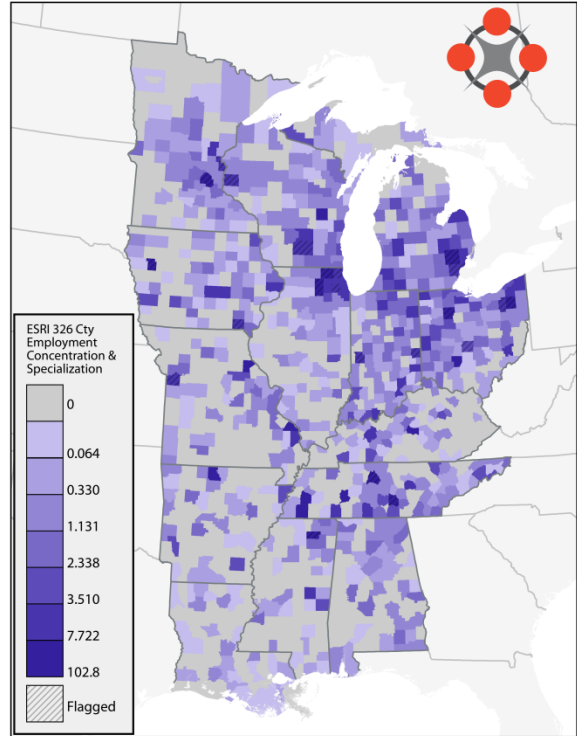 ESRI 326 Cty
Employment
Concentration &
Specialization
0
0.064
0.330
1.131
2.338
3.510
7.722
102.8
Flagged